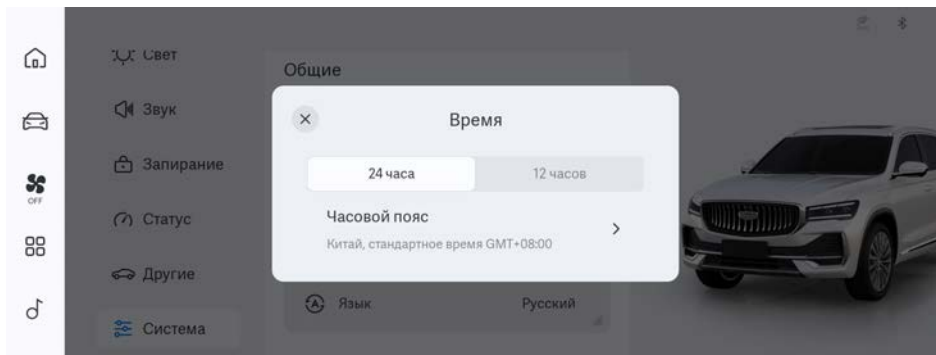 Свет
Общие
Звук
Время
Запирание
24 часа
12 часов
OFF
Статус
Часовой пояс
Китай, стандартное время GMT+08:00
Другие
Язык
Русский
Система